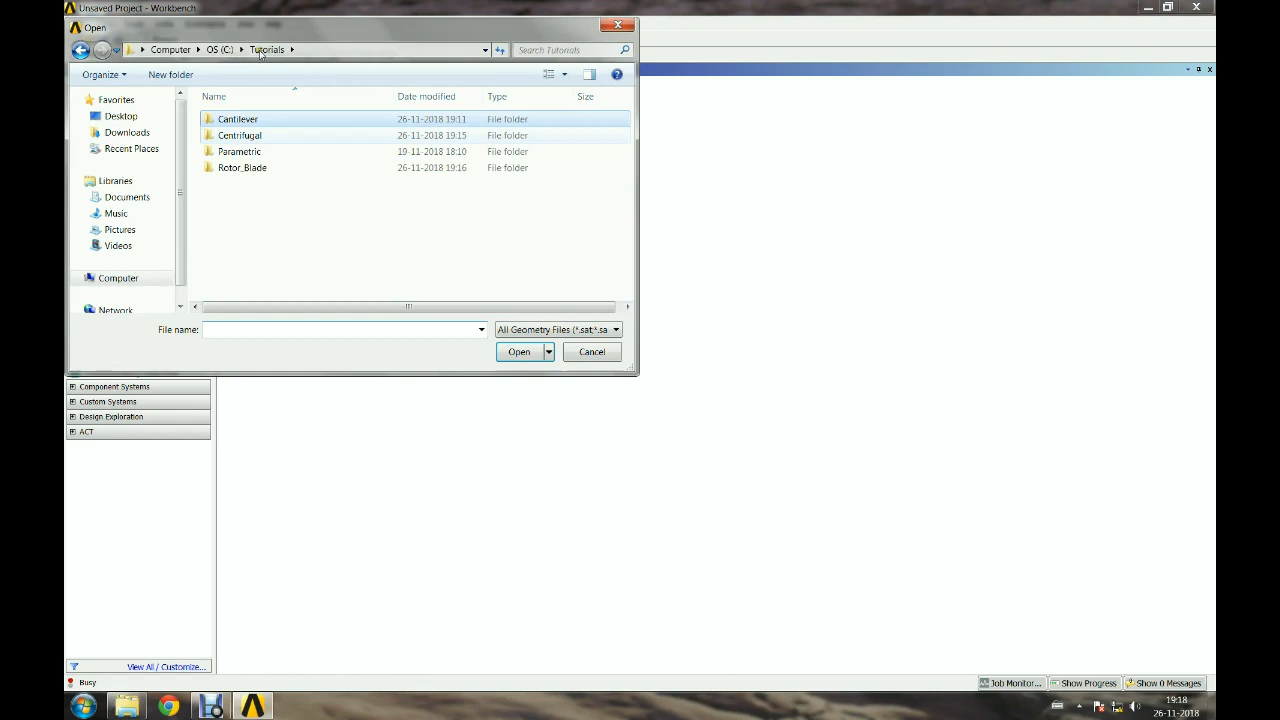 Unsaved Project - Workbench
Open
Computer OS (C:) Tutorials
Search Tutorials
Organize New folder
Name Date modified Type Size
Favorites
Desktop
Downloads
Recent Places
Libraries
Documents
Music
Pictures
Videos
Computer
Network
Cantilever 26-11-2018 19:11 File folder
Centrifugal 26-11-2018 19:15 File folder
Parametric 19-11-2018 18:10 File folder
Rotor_Blade 26-11-2018 19:16 File folder
File name: All Geometry Files (*.sat;*.sa
Open Cancel
Component Systems
Custom Systems
Design Exploration
ACT
View All / Customize...
Busy Job Monitor... Show Progress Show 0 Messages
19:18
26-11-2018